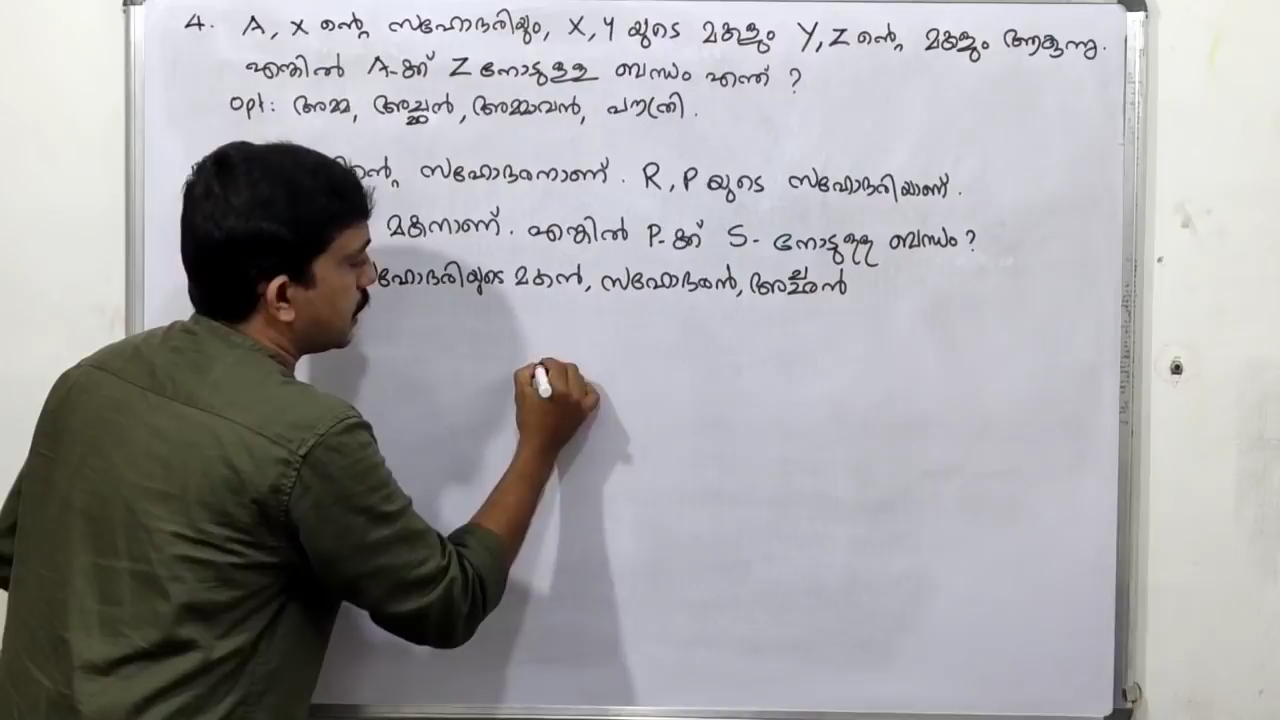 4. A, X ന്റെ സഹോദരിയും, X, Y യുടെ മകളും Y, Z ന്റെ മകളും ആകുന്നു.
എങ്കിൽ A-ക്ക് Z നോടുള്ള ബന്ധം എന്ത് ?
Opt: അമ്മ, അച്ഛൻ, അമ്മാവൻ, പൗത്രി.
ന്റെ സഹോദരനാണ്. R, P യുടെ സഹോദരിയാണ്.
മകനാണ്. എങ്കിൽ P-ക്ക് S- നോടുള്ള ബന്ധം ?
ഹോദരിയുടെ മകൻ, സഹോദരൻ, അച്ഛൻ